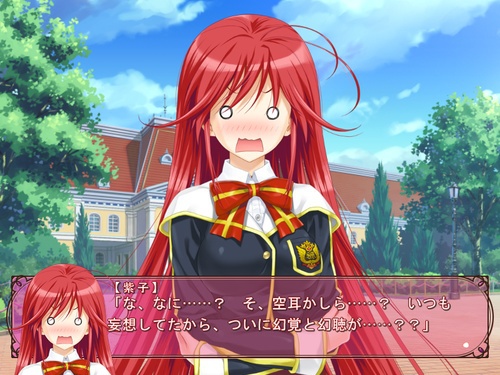 【紫子】
「な、なに……？　そ、空耳かしら……？　いつも
妄想してたから、ついに幻覚と幻聴が……？？」